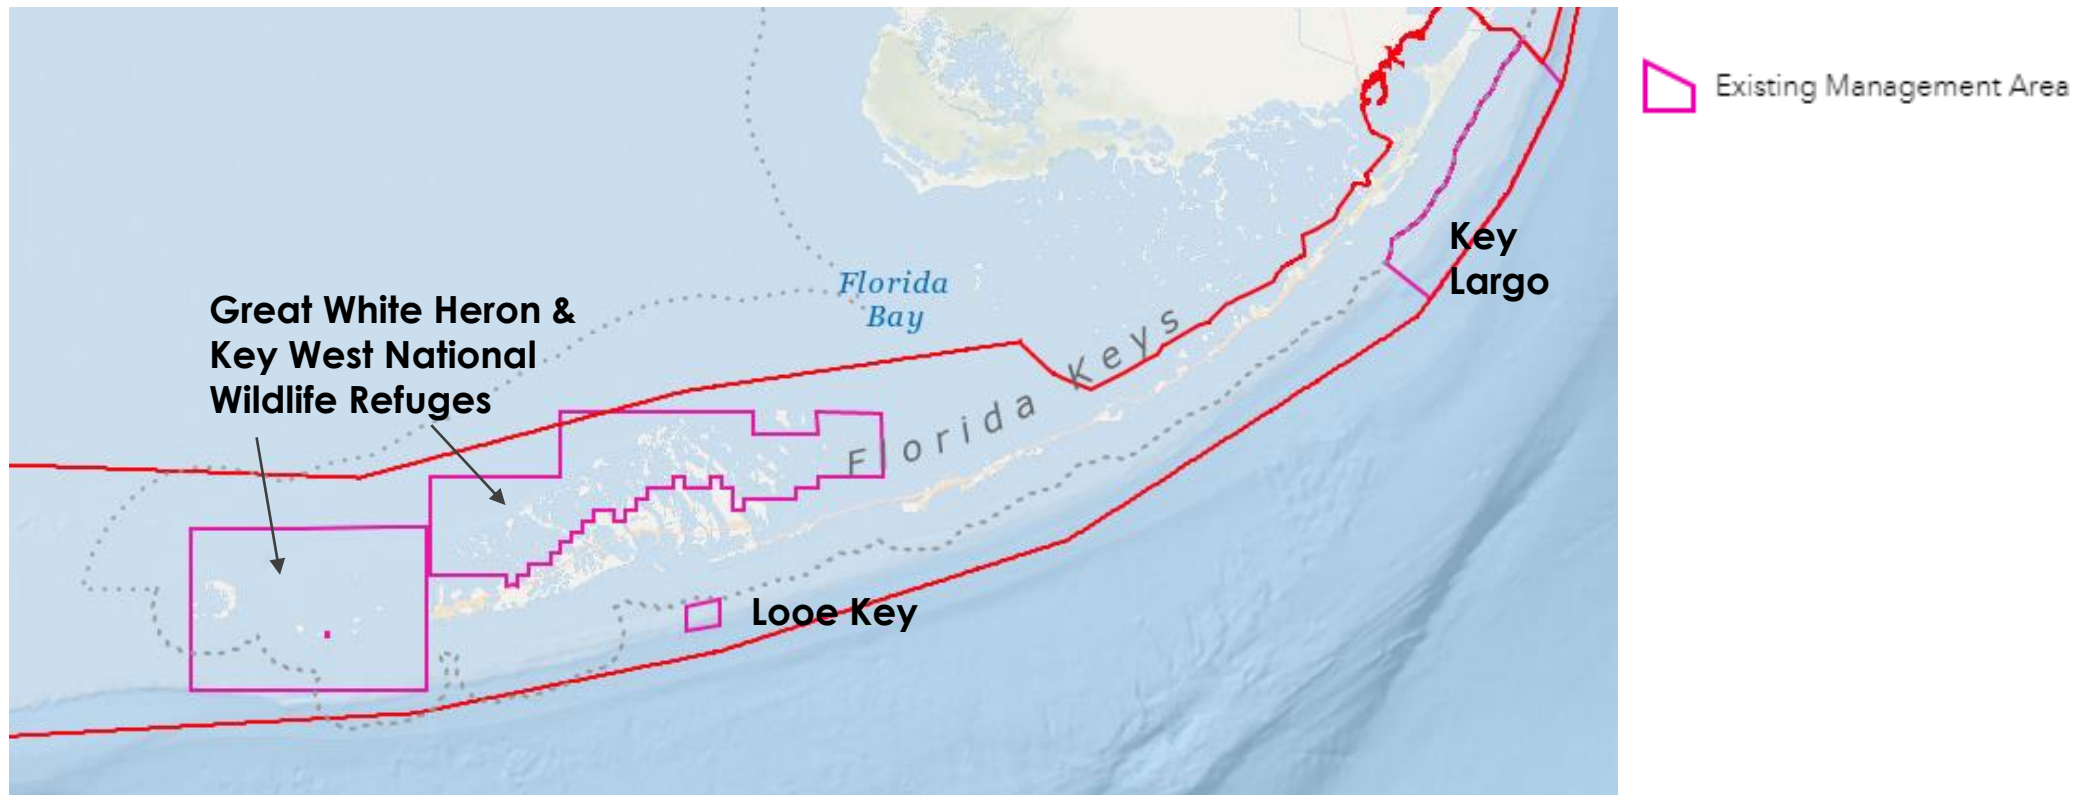 Existing Management Area
Key
Largo
Florida
Bay
Great White Heron &
Key West National
Wildlife Refuges
Florida Keys
Looe Key